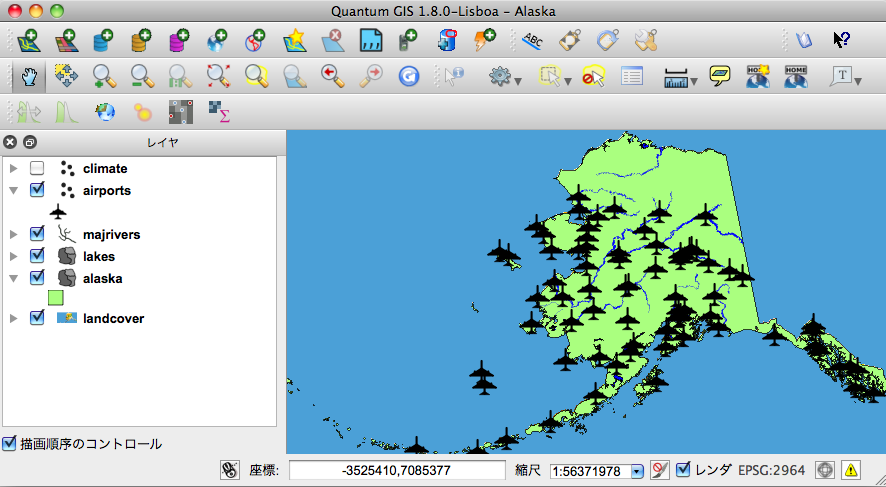 Quantum GIS 1.8.0-Lisboa - Alaska
ABC
G
HOME
HOME
T
Σ
レイヤ
climate
airports
majrivers
lakes
alaska
landcover
描画順序のコントロール
座標: -3525410,7085377 縮尺 1:56371978 レンダ EPSG:2964